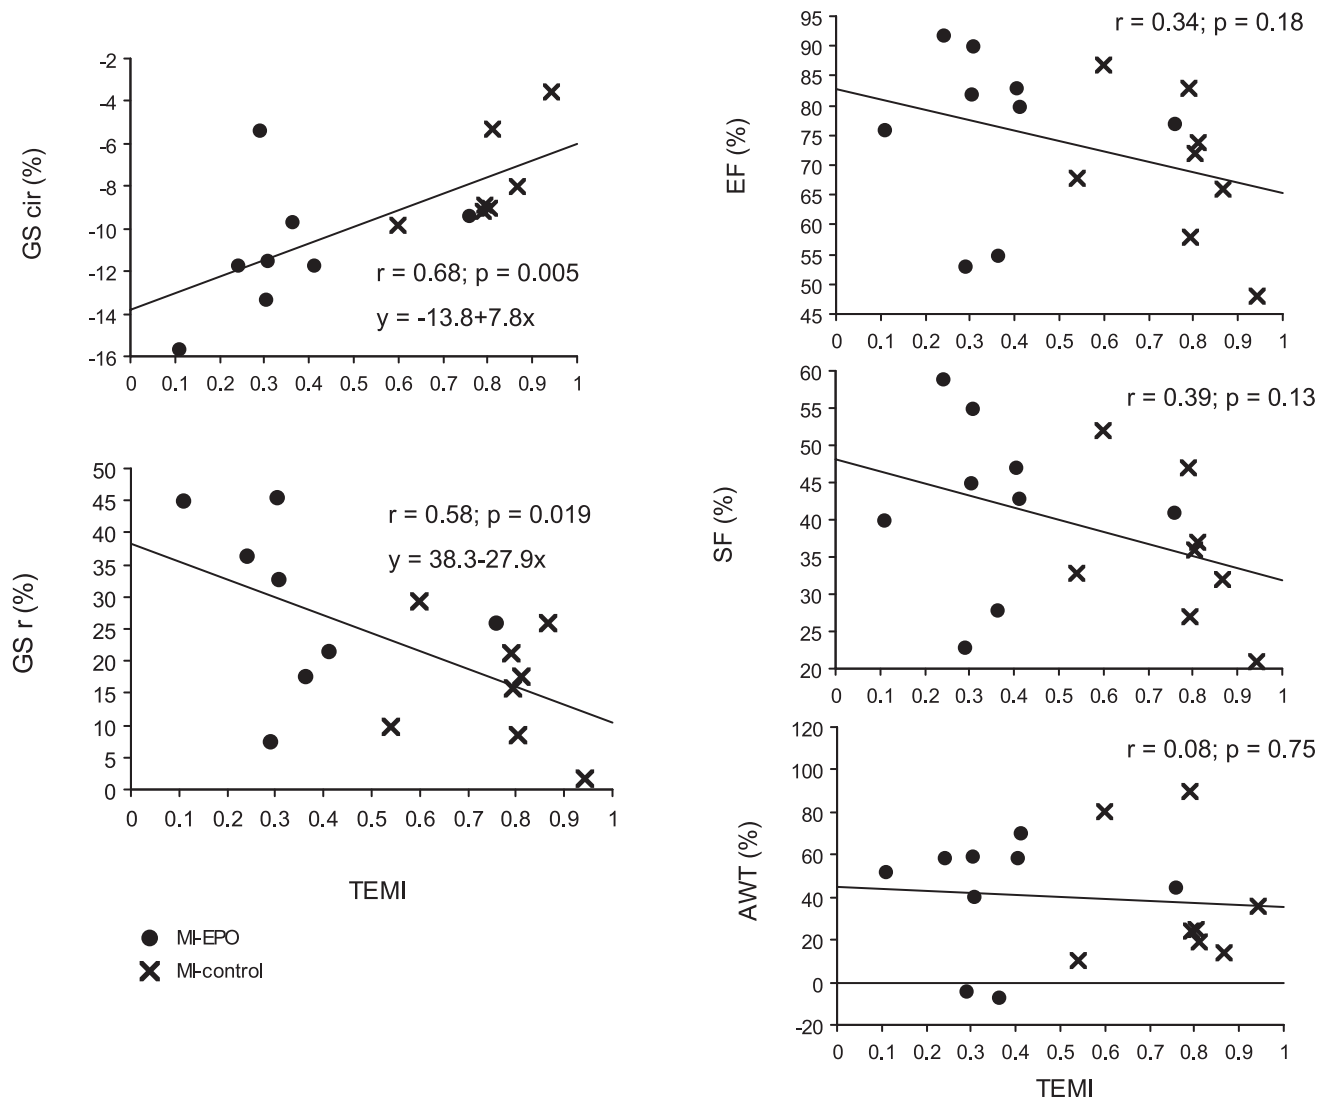 -2
-4
-6
-8
-10
-12
-14
-16
GS cir (%)
r = 0.68; p = 0.005
y = -13.8+7.8x
0 0.1 0.2 0.3 0.4 0.5 0.6 0.7 0.8 0.9 1
50
45
40
35
30
25
20
15
10
5
0
GS r (%)
r = 0.58; p = 0.019
y = 38.3-27.9x
0 0.1 0.2 0.3 0.4 0.5 0.6 0.7 0.8 0.9 1
TEMI
MI-EPO
MI-control
95
90
85
80
75
70
65
60
55
50
45
EF (%)
r = 0.34; p = 0.18
0 0.1 0.2 0.3 0.4 0.5 0.6 0.7 0.8 0.9 1
60
55
50
45
40
35
30
25
20
SF (%)
r = 0.39; p = 0.13
0 0.1 0.2 0.3 0.4 0.5 0.6 0.7 0.8 0.9 1
120
100
80
60
40
20
0
-20
AWT (%)
r = 0.08; p = 0.75
0 0.1 0.2 0.3 0.4 0.5 0.6 0.7 0.8 0.9 1
TEMI